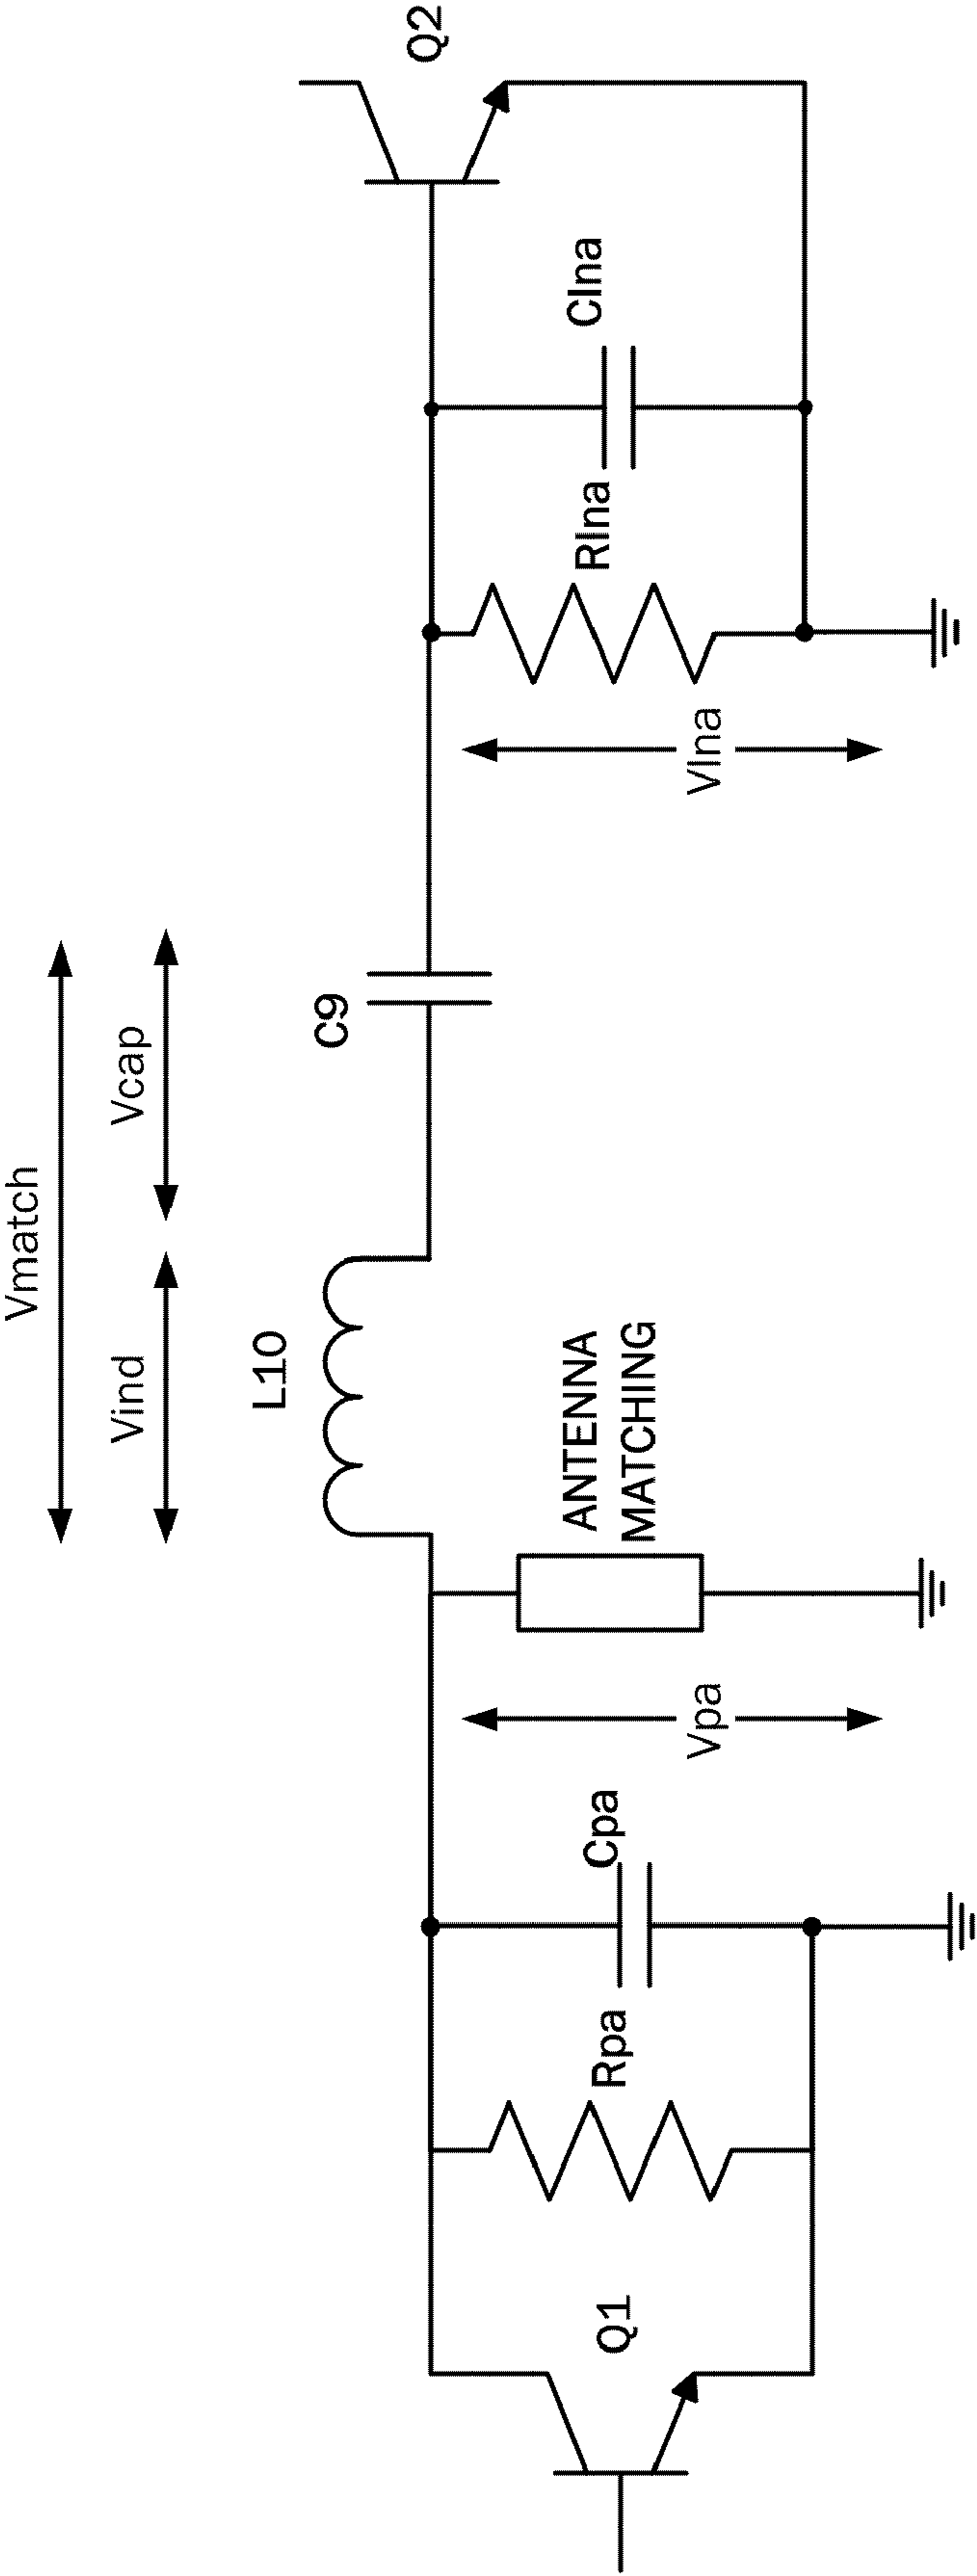 Vmatch
Vind
Vcap
L10
C9
Q1
Rpa
Cpa
Vpa
ANTENNA
MATCHING
Vlna
Rlna
Clna
Q2